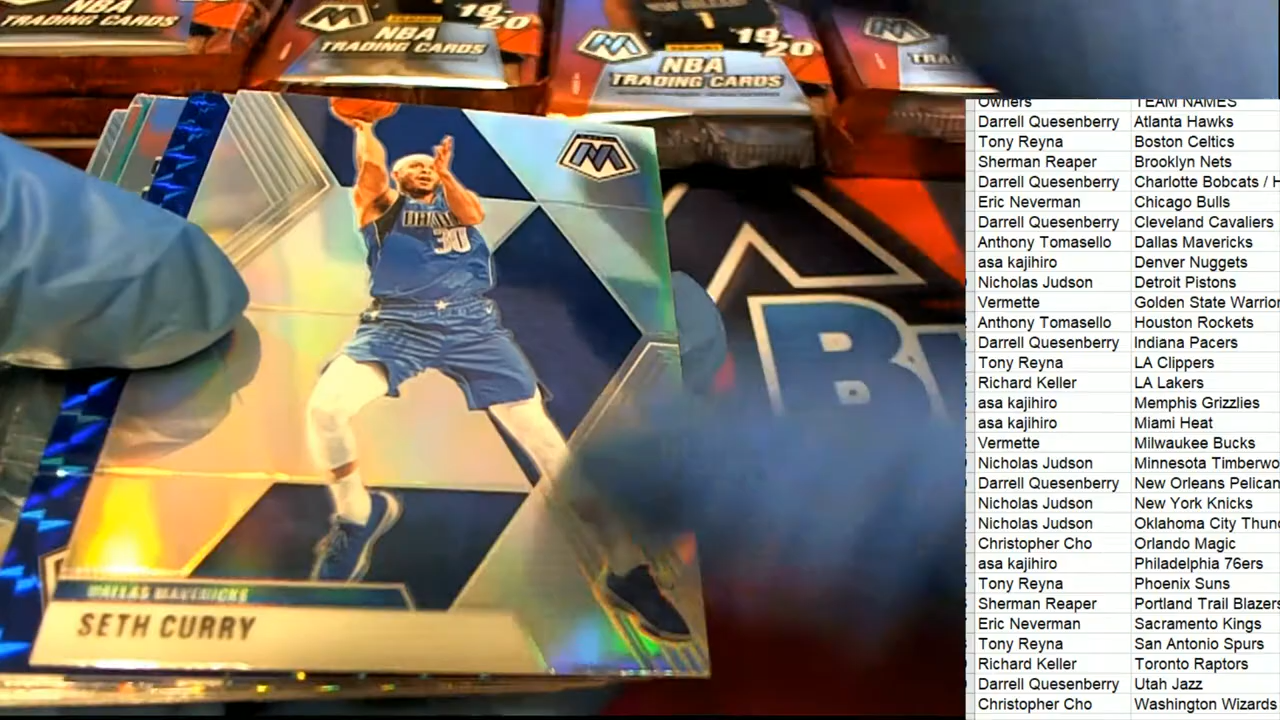 NBA
TRADING CARDS
NBA
TRADING CARDS
19-20
NBA
TRADING CARDS
19-20
30
DALLAS MAVERICKS
SETH CURRY
B
Owners TEAM NAMES
Darrell Quesenberry Atlanta Hawks
Tony Reyna Boston Celtics
Sherman Reaper Brooklyn Nets
Darrell Quesenberry Charlotte Bobcats / H
Eric Neverman Chicago Bulls
Darrell Quesenberry Cleveland Cavaliers
Anthony Tomasello Dallas Mavericks
asa kajihiro Denver Nuggets
Nicholas Judson Detroit Pistons
Vermette Golden State Warrior
Anthony Tomasello Houston Rockets
Darrell Quesenberry Indiana Pacers
Tony Reyna LA Clippers
Richard Keller LA Lakers
asa kajihiro Memphis Grizzlies
asa kajihiro Miami Heat
Vermette Milwaukee Bucks
Nicholas Judson Minnesota Timberwo
Darrell Quesenberry New Orleans Pelican
Nicholas Judson New York Knicks
Nicholas Judson Oklahoma City Thun
Christopher Cho Orlando Magic
asa kajihiro Philadelphia 76ers
Tony Reyna Phoenix Suns
Sherman Reaper Portland Trail Blazers
Eric Neverman Sacramento Kings
Tony Reyna San Antonio Spurs
Richard Keller Toronto Raptors
Darrell Quesenberry Utah Jazz
Christopher Cho Washington Wizards